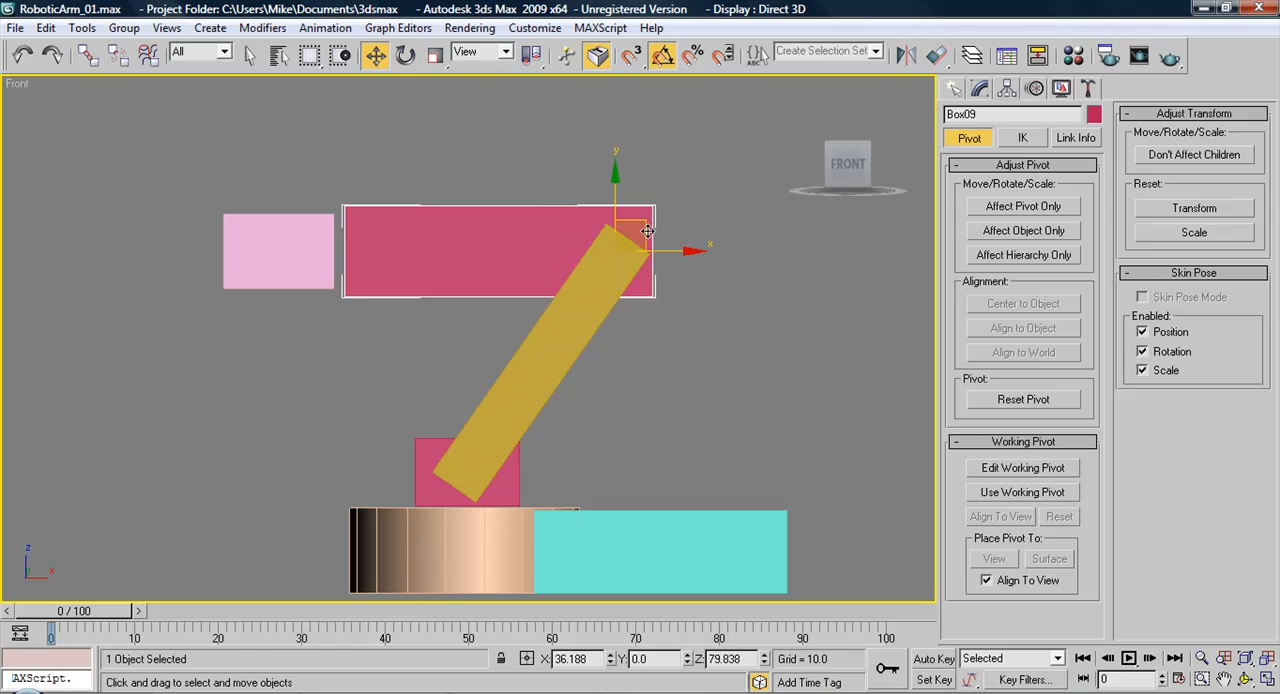 RoboticArm_01.max - Project Folder: C:\Users\Mike\Documents\3dsmax - Autodesk 3ds Max 2009 x64 - Unregistered Version - Display : Direct 3D
File Edit Tools Group Views Create Modifiers Animation Graph Editors Rendering Customize MAXScript Help
All View Create Selection Set
Front
FRONT
y
x
z
x
Box09
Pivot IK Link Info
- Adjust Pivot
Move/Rotate/Scale:
Affect Pivot Only
Affect Object Only
Affect Hierarchy Only
Alignment:
Center to Object
Align to Object
Align to World
Pivot:
Reset Pivot
- Working Pivot
Edit Working Pivot
Use Working Pivot
Align To View Reset
Place Pivot To:
View Surface
Align To View
- Adjust Transform
Move/Rotate/Scale:
Don't Affect Children
Reset:
Transform
Scale
- Skin Pose
Skin Pose Mode
Enabled:
Position
Rotation
Scale
< 0 / 100 >
0 10 20 30 40 50 60 70 80 90 100
1 Object Selected X: 36.188 Y: 0.0 Z: 79.838 Grid = 10.0 Auto Key Selected
AXScript. Click and drag to select and move objects Add Time Tag Set Key Key Filters... 0